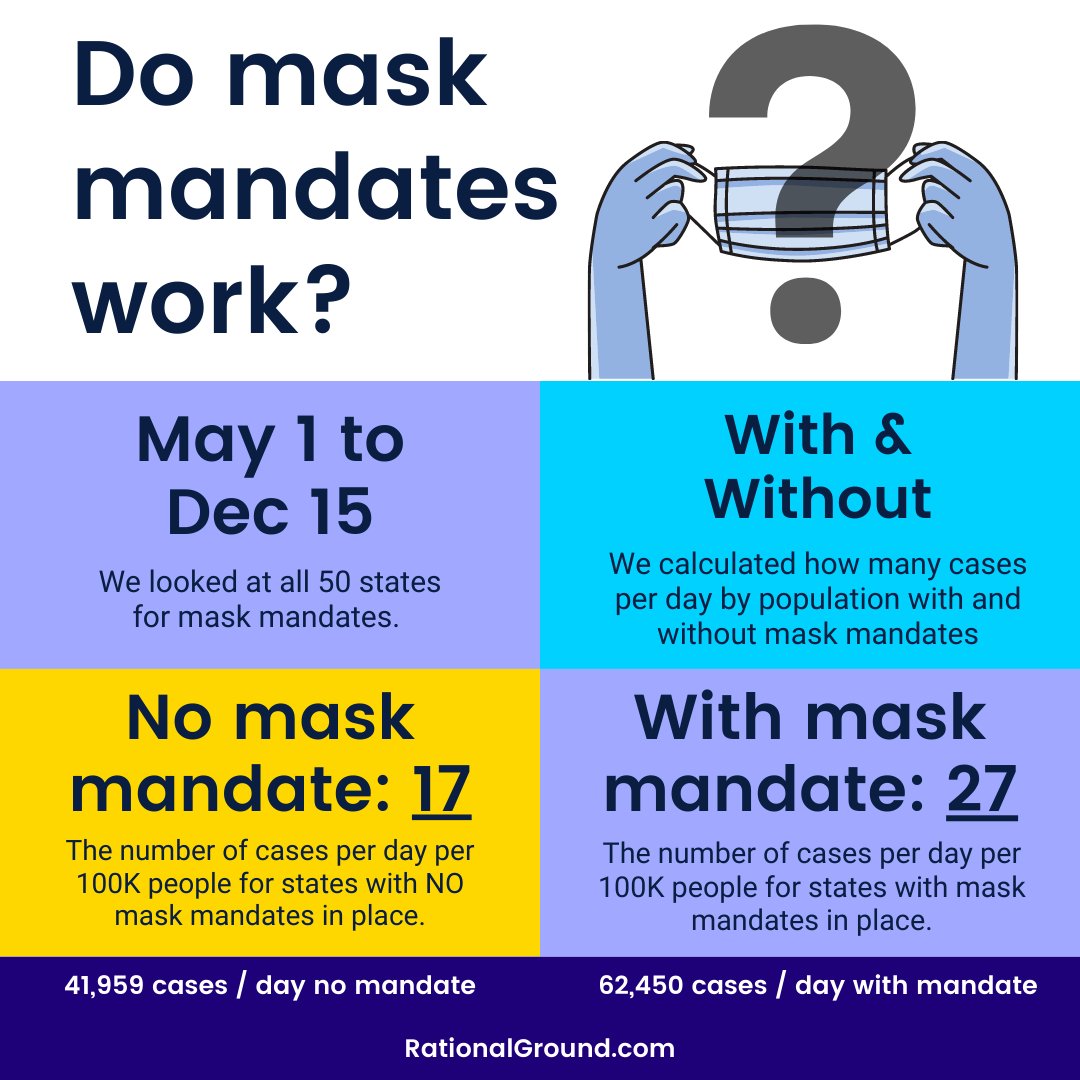 Do mask
mandates
work?
?
May 1 to
Dec 15
We looked at all 50 states
for mask mandates.
With &
Without
We calculated how many cases
per day by population with and
without mask mandates
No mask
mandate: 17
The number of cases per day per
100K people for states with NO
mask mandates in place.
With mask
mandate: 27
The number of cases per day per
100K people for states with mask
mandates in place.
41,959 cases / day no mandate
62,450 cases / day with mandate
RationalGround.com